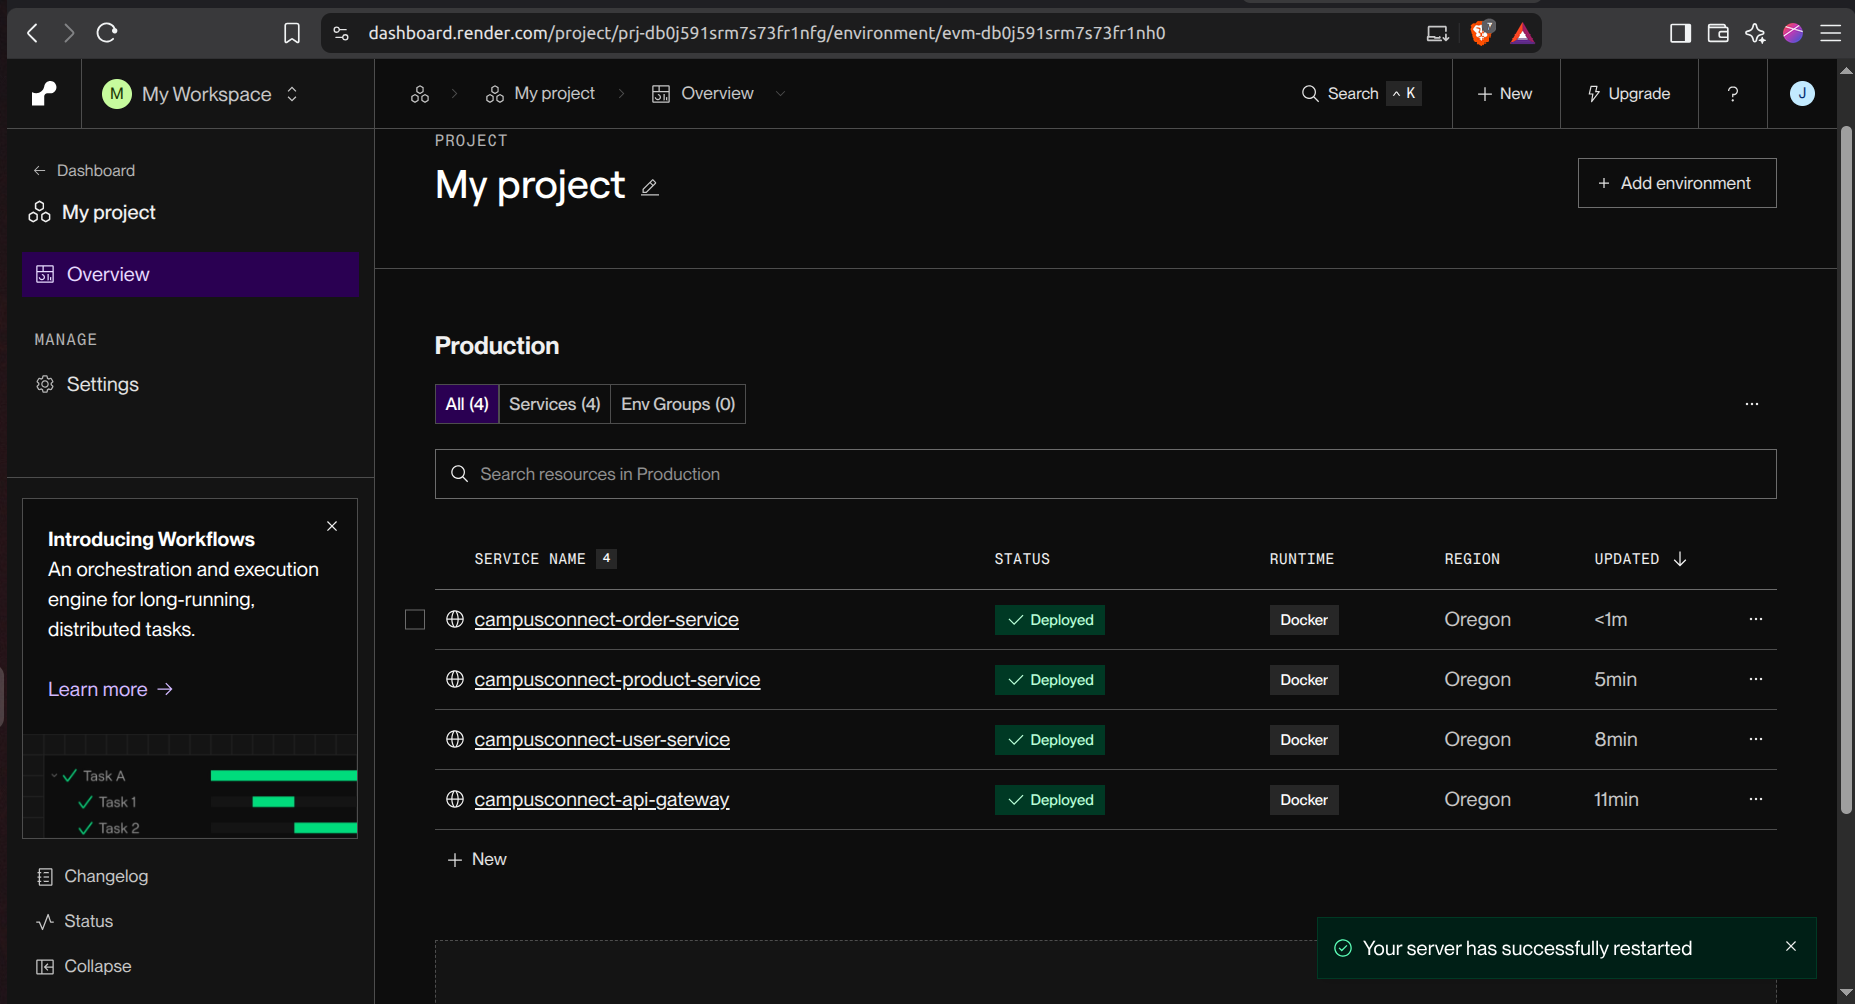 dashboard.render.com/project/prj-db0j591srm7s73fr1nfg/environment/evm-db0j591srm7s73fr1nh0
7
M My Workspace
My project
Overview
Search ^ K
+ New
Upgrade
?
J
← Dashboard
My project
Overview
MANAGE
Settings
Introducing Workflows
An orchestration and execution
engine for long-running,
distributed tasks.
Learn more →
Task A
Task 1
Task 2
Changelog
Status
Collapse
PROJECT
My project
+ Add environment
Production
All (4) Services (4) Env Groups (0)
...
Search resources in Production
SERVICE NAME 4 STATUS RUNTIME REGION UPDATED ↓
campusconnect-order-service ✓ Deployed Docker Oregon <1m ...
campusconnect-product-service ✓ Deployed Docker Oregon 5min ...
campusconnect-user-service ✓ Deployed Docker Oregon 8min ...
campusconnect-api-gateway ✓ Deployed Docker Oregon 11min ...
+ New
Your server has successfully restarted